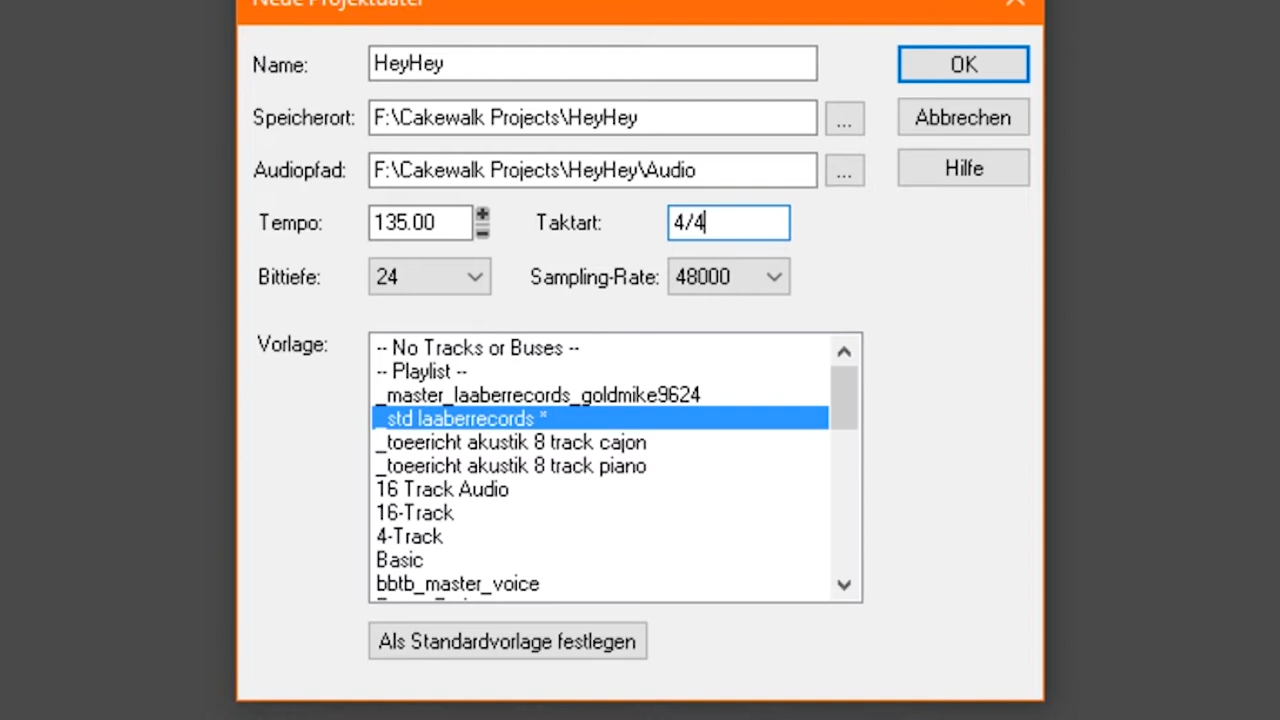 Neue Projektdatei
Name: HeyHey OK
Speicherort: F:\Cakewalk Projects\HeyHey ... Abbrechen
Audiopfad: F:\Cakewalk Projects\HeyHey\Audio ... Hilfe
Tempo: 135.00 Taktart: 4/4
Bittiefe: 24 Sampling-Rate: 48000
Vorlage:
-- No Tracks or Buses --
-- Playlist --
_master_laaberrecords_goldmike9624
_std laaberrecords *
_toeericht akustik 8 track cajon
_toeericht akustik 8 track piano
16 Track Audio
16-Track
4-Track
Basic
bbtb_master_voice
Als Standardvorlage festlegen